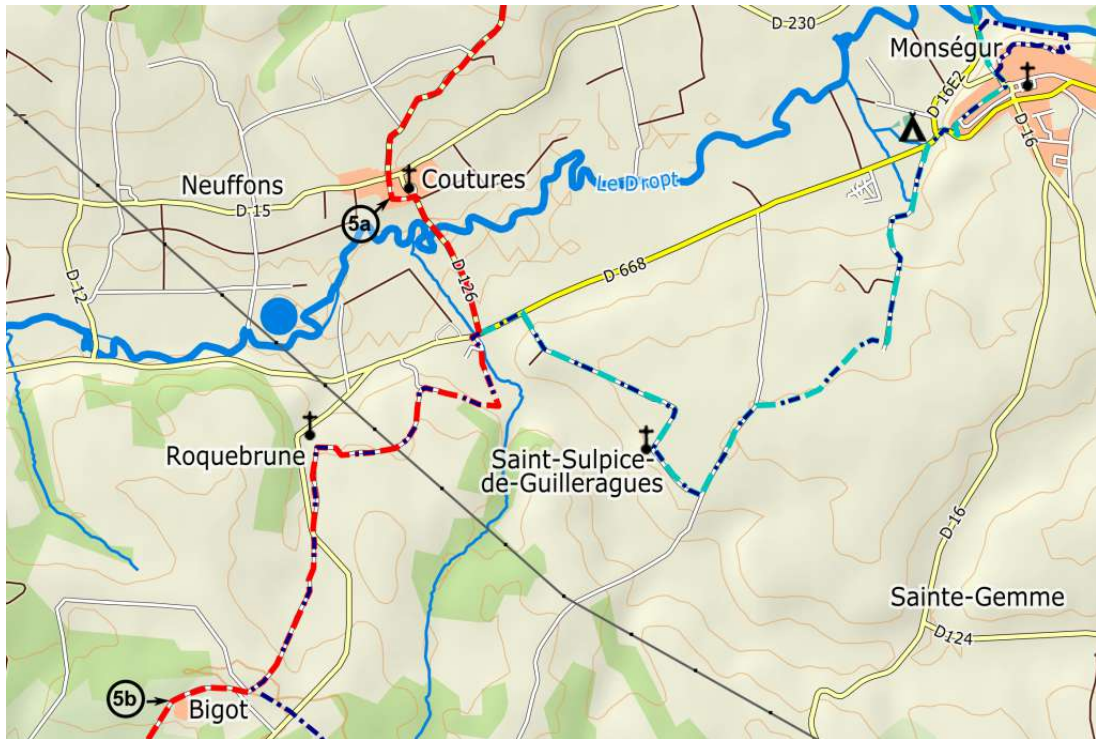 D 230
Monségur
D 16E2
D 16
Neuffons
Coutures
Le Dropt
D 15
5a
D 126
D 668
D 12
Roquebrune
Saint-Sulpice-
de-Guilleragues
D 16
Sainte-Gemme
D124
5b
Bigot